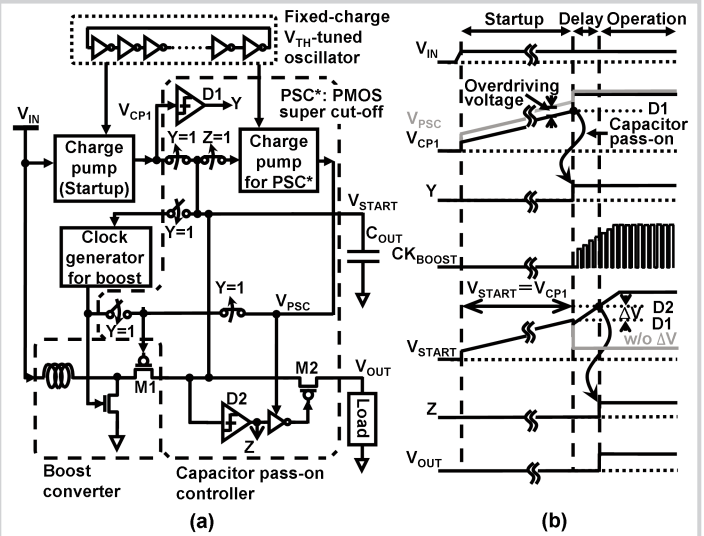 Fixed-charge
V_TH-tuned
oscillator
D1
Y
PSC*: PMOS
super cut-off
V_IN
V_CP1
Y=1
Z=1
Charge
pump
(Startup)
Charge
pump
for PSC*
V_START
Y=1
C_OUT
Clock
generator
for boost
Y=1
V_PSC
Y=1
M1
M2
V_OUT
D2
Z
Load
Boost
converter
Capacitor pass-on
controller
(a)
Startup
Delay
Operation
V_IN
Overdriving
voltage
D1
V_PSC
V_CP1
Capacitor
pass-on
Y
CK_BOOST
V_START=V_CP1
ΔV
D2
D1
w/o ΔV
V_START
Z
V_OUT
(b)